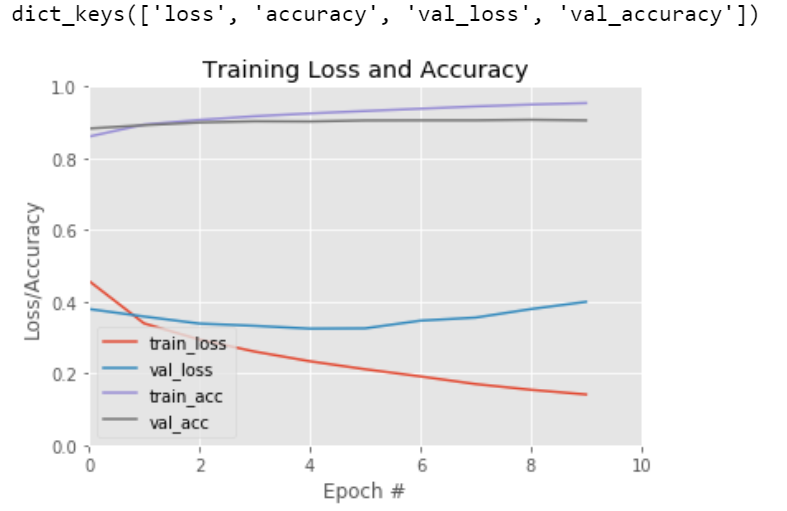 dict_keys(['loss', 'accuracy', 'val_loss', 'val_accuracy'])
Training Loss and Accuracy
1.0
0.8
0.6
0.4
0.2
0.0
Loss/Accuracy
train_loss
val_loss
train_acc
val_acc
0 2 4 6 8 10
Epoch #